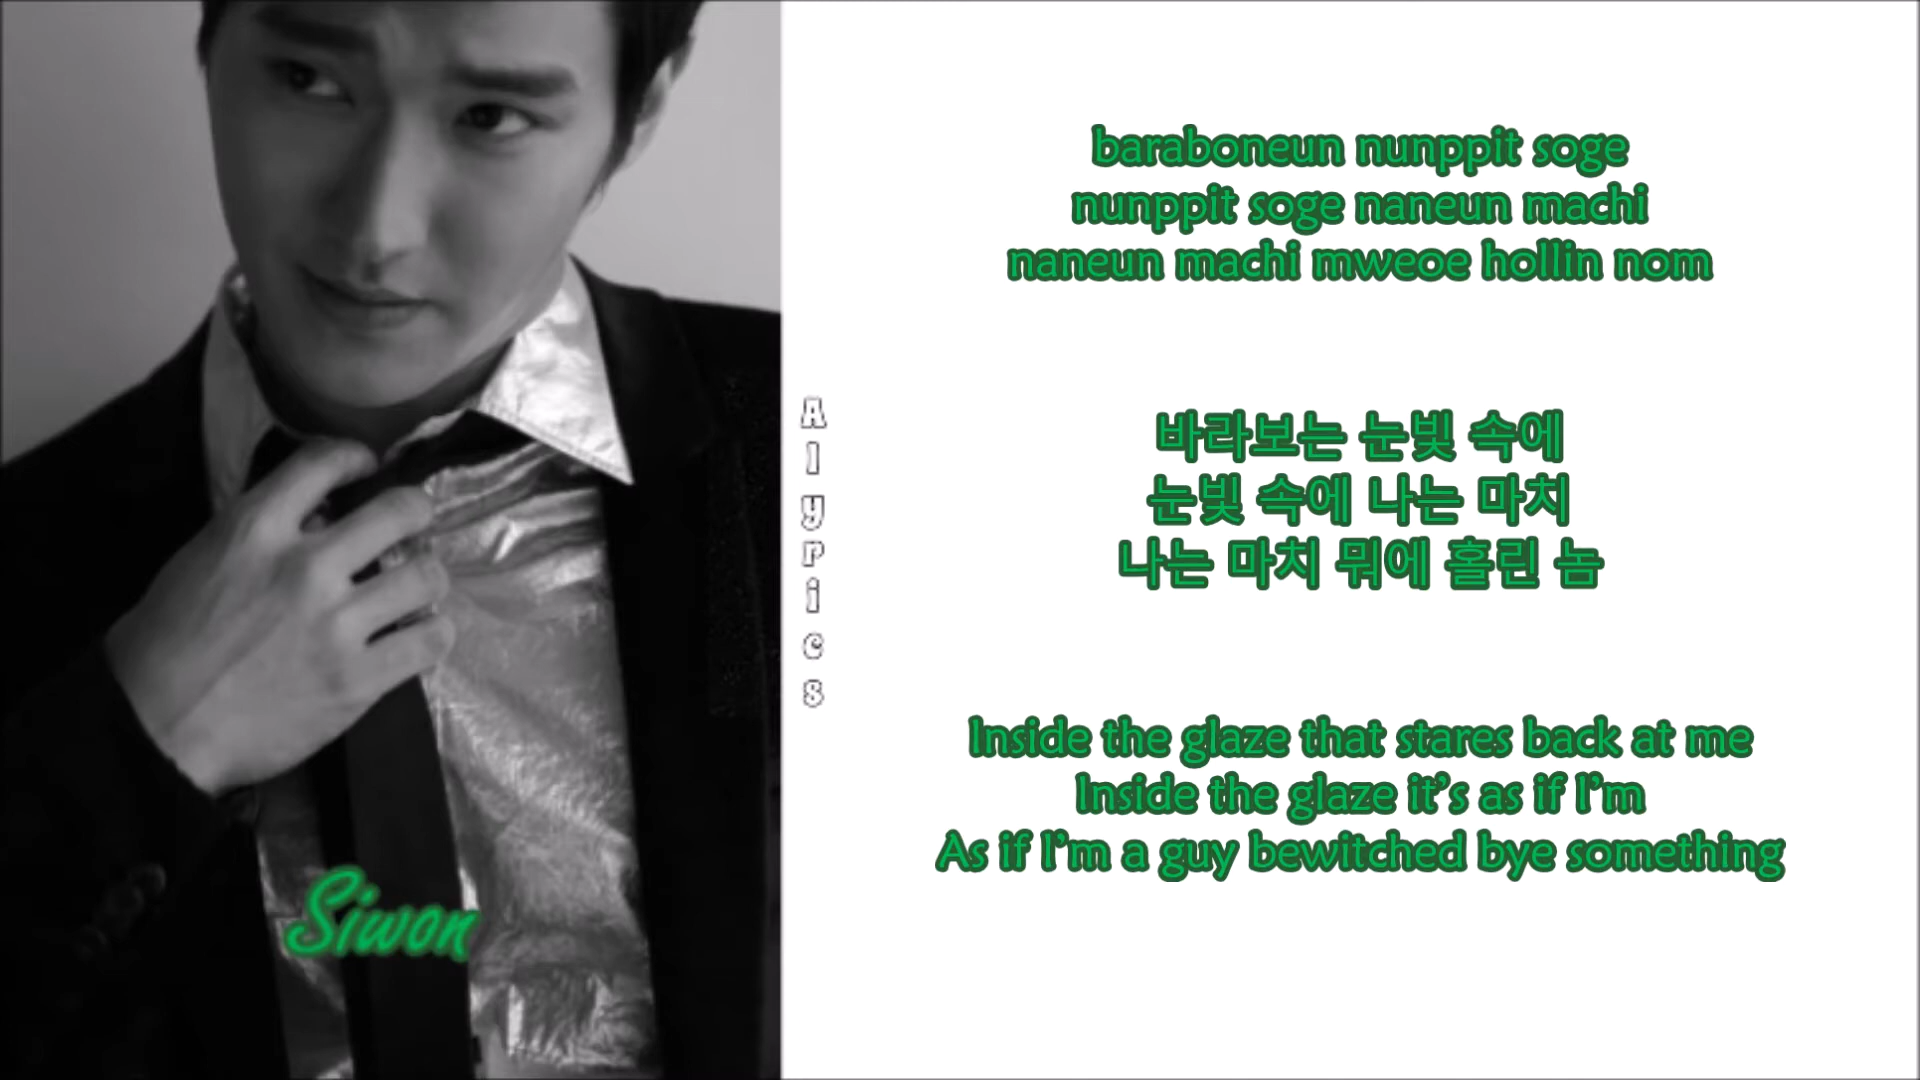 Siwon
Alypics
baraboneun nunppit soge
nunppit soge naneun machi
naneun machi mweoe hollin nom
바라보는 눈빛 속에
눈빛 속에 나는 마치
나는 마치 뭐에 홀린 놈
Inside the glaze that stares back at me
Inside the glaze it's as if I'm
As if I'm a guy bewitched bye something